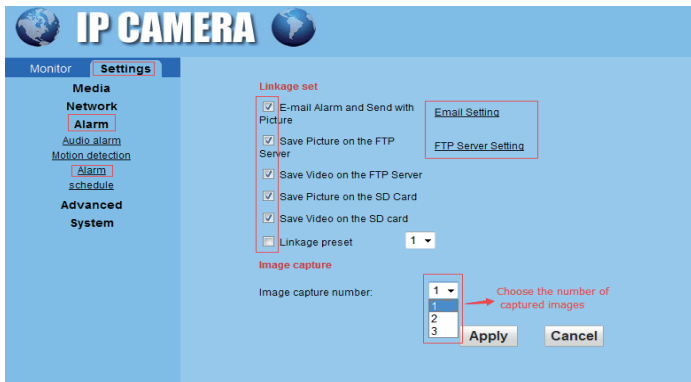 IP CAMERA
Monitor Settings
Media
Network
Alarm
Audio alarm
Motion detection
Alarm
schedule
Advanced
System
Linkage set
E-mail Alarm and Send with
Picture
Email Setting
Save Picture on the FTP
Server
FTP Server Setting
Save Video on the FTP Server
Save Picture on the SD Card
Save Video on the SD card
Linkage preset 1
Image capture
Image capture number: 1
1
2
3
Choose the number of
captured images
Apply Cancel